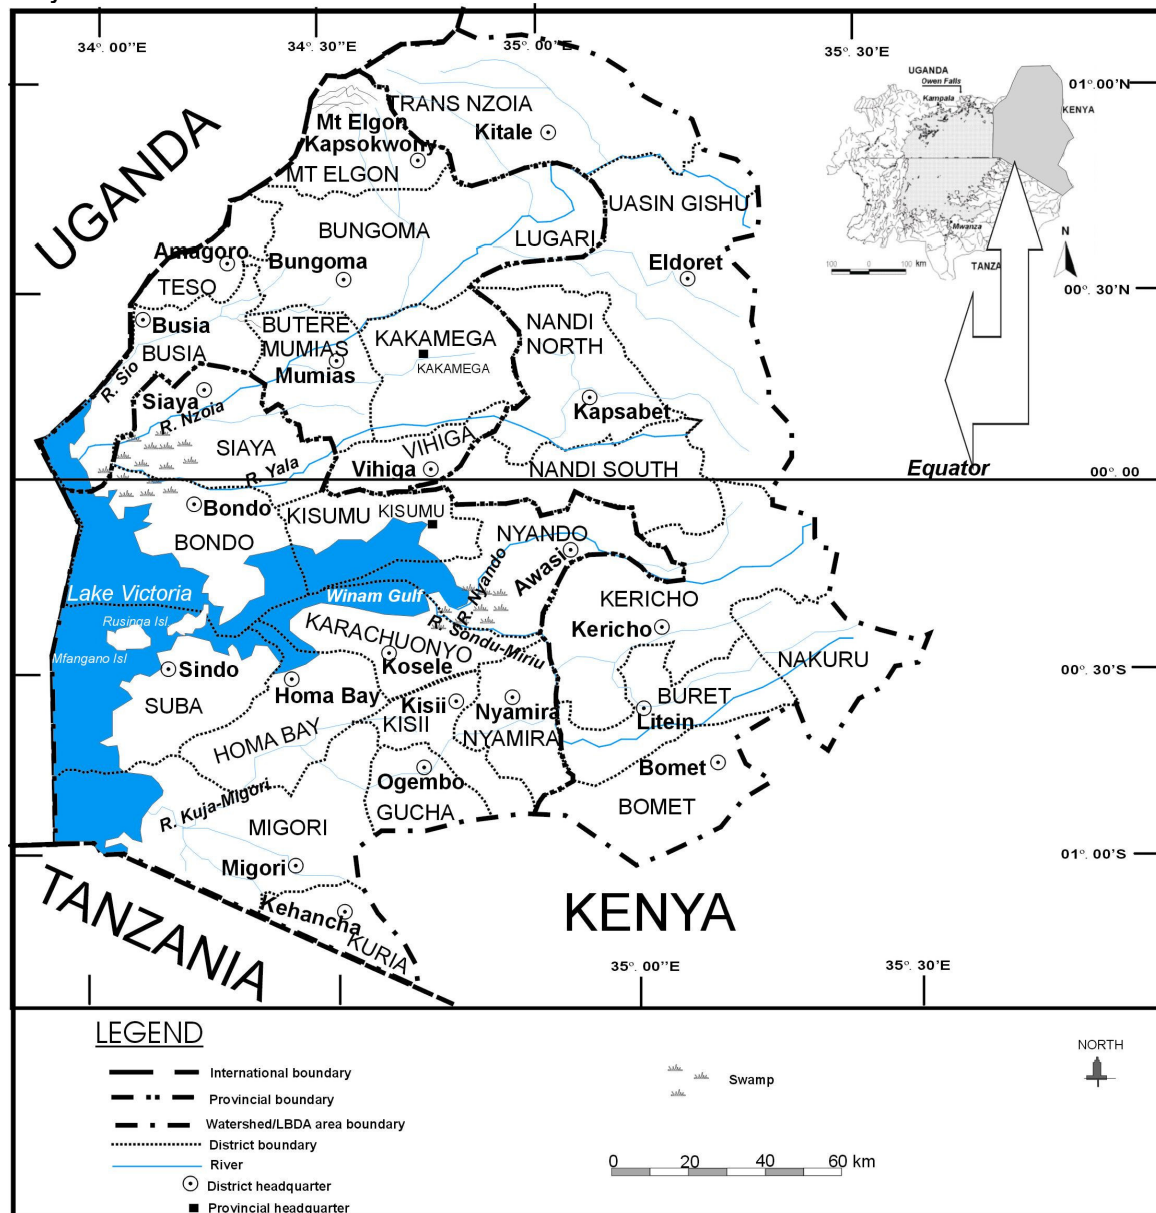 34°. 00''E
34°. 30''E
35°. 00''E
35°. 30'E
01°. 00'N
UGANDA
Owen Falls
Kampala
KENYA
TRANS NZOIA
Mt Elgon
Kitale
Kapsokwony
MT ELGON
UGANDA
UASIN GISHU
BUNGOMA
LUGARI
Mwanza
N
Amagoro
Bungoma
Eldoret
100 0 100 km
TANZA
TESO
00°. 30'N
Busia
BUTERE
MUMIAS
NANDI
NORTH
KAKAMEGA
BUSIA
KAKAMEGA
Mumias
R. Sio
Siaya
R. Nzoia
Kapsabet
SIAYA
VIHIGA
R. Yala
Vihiga
NANDI SOUTH
Equator
00°. 00
Bondo
KISUMU
KISUMU
NYANDO
BONDO
Awasi
R. Nyando
Lake Victoria
Winam Gulf
KERICHO
Rusinga Isl
R. Sondu-Miriu
KARACHUONYO
Kericho
Mfangano Isl
Kosele
NAKURU
Sindo
00°. 30'S
Homa Bay
SUBA
Kisii
BURET
Nyamira
Litein
KISII
HOMA BAY
NYAMIRA
Ogembo
Bomet
R. Kuja-Migori
GUCHA
BOMET
MIGORI
01°. 00'S
Migori
TANZANIA
Kehancha
KENYA
KURIA
35°. 00''E
35°. 30'E
LEGEND
International boundary
Provincial boundary
Watershed/LBDA area boundary
District boundary
River
District headquarter
Provincial headquarter
Swamp
NORTH
0 20 40 60 km